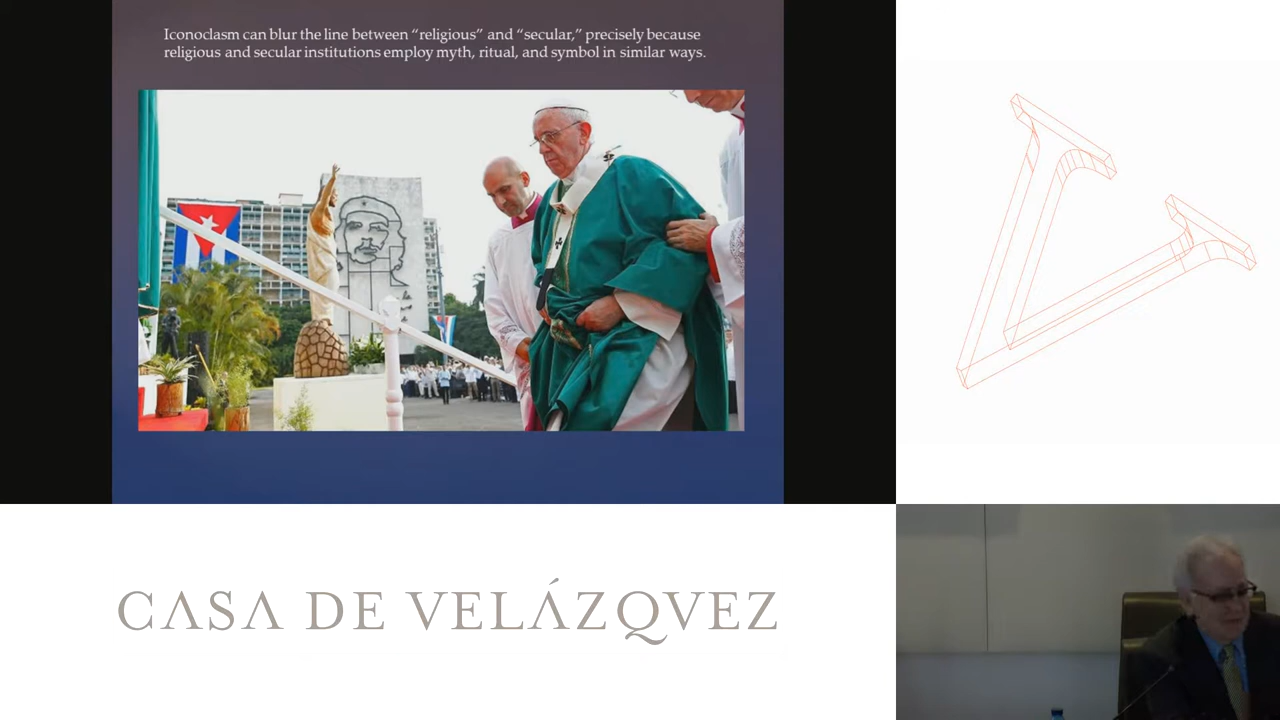 Iconoclasm can blur the line between “religious” and “secular,” precisely because
religious and secular institutions employ myth, ritual, and symbol in similar ways.
CASA DE VELÁZQVEZ